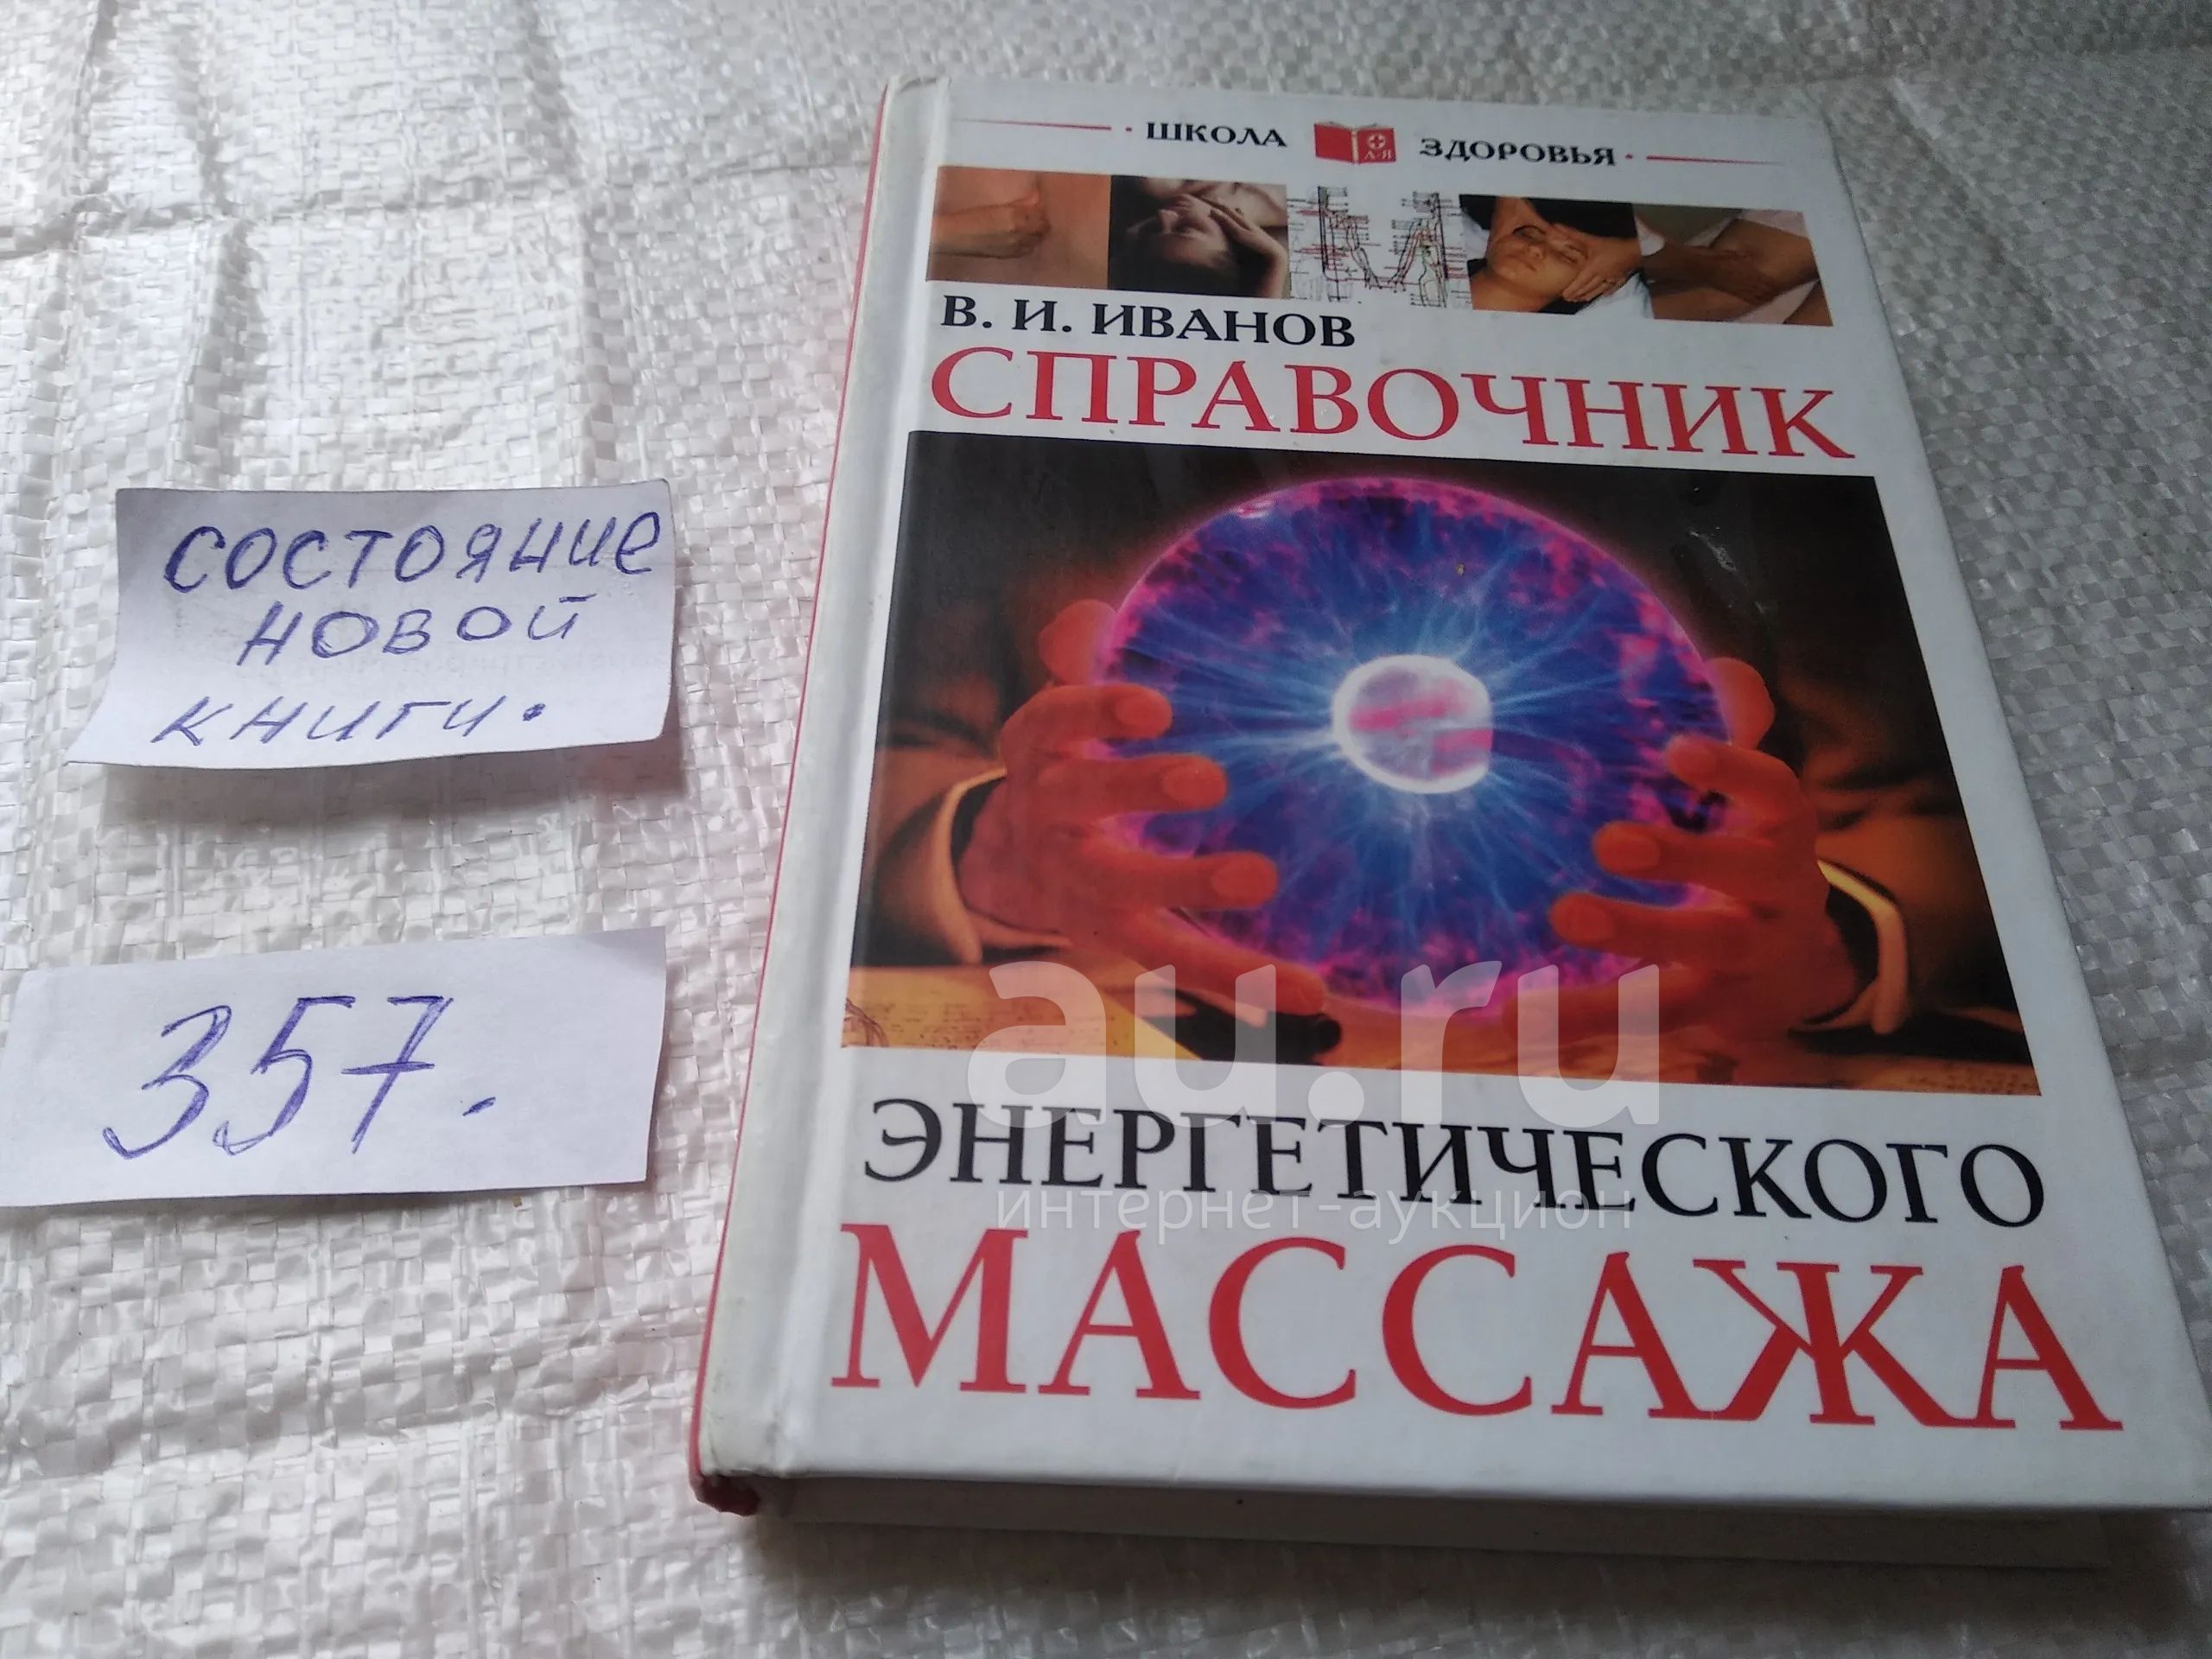 ШКОЛА ЗДОРОВЬЯ
В. И. ИВАНОВ
СПРАВОЧНИК
ЭНЕРГЕТИЧЕСКОГО
МАССАЖА
СОСТОЯНИЕ
НОВОЙ
КНИГИ.
357.
au.ru
интернет-аукцион